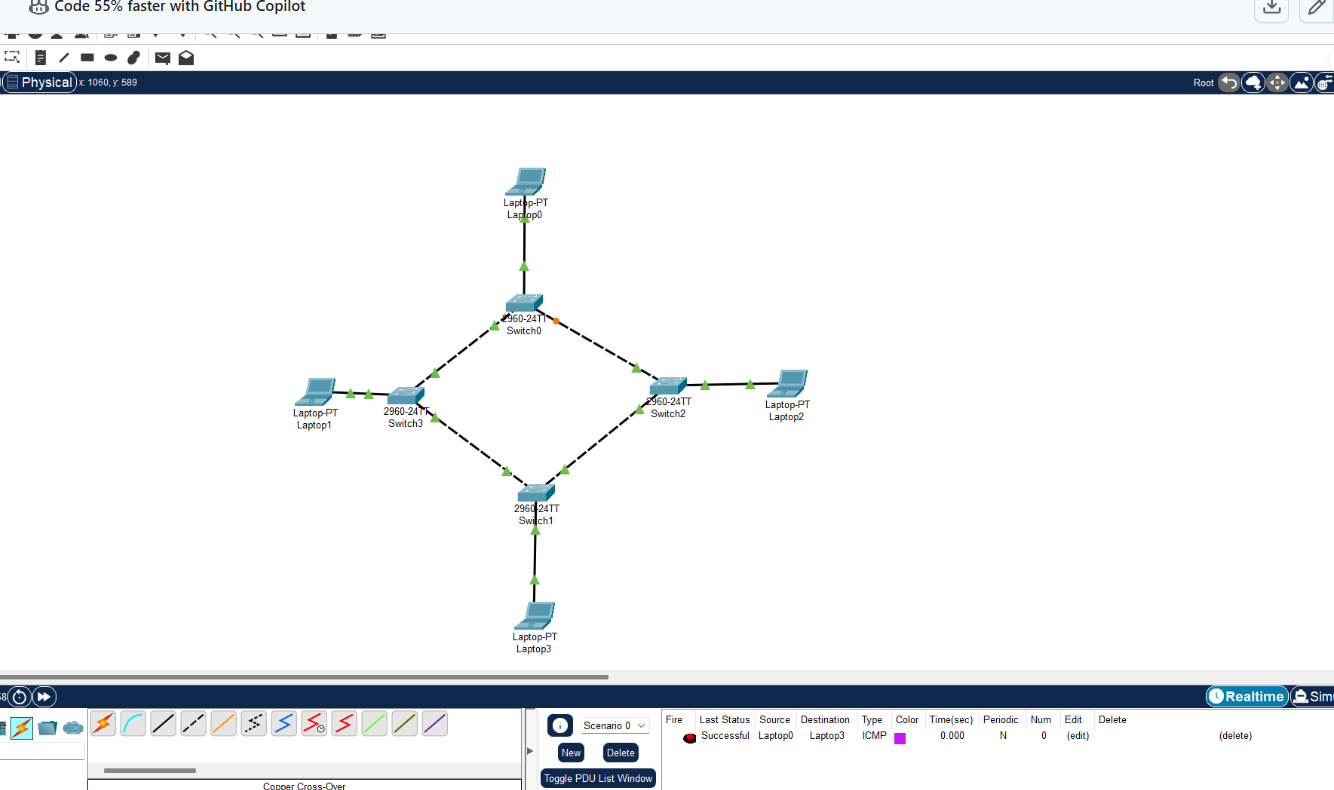 Code 55% faster with GitHub Copilot
Physical x: 1060, y: 589
Root
Laptop-PT
Laptop0
2960-24TT
Switch0
Laptop-PT
Laptop1
2960-24TT
Switch3
2960-24TT
Switch2
Laptop-PT
Laptop2
2960-24TT
Switch1
Laptop-PT
Laptop3
Realtime
Simu
Scenario 0
New
Delete
Toggle PDU List Window
Fire Last Status Source Destination Type Color Time(sec) Periodic Num Edit Delete
Successful Laptop0 Laptop3 ICMP 0.000 N 0 (edit) (delete)
Copper Cross-Over